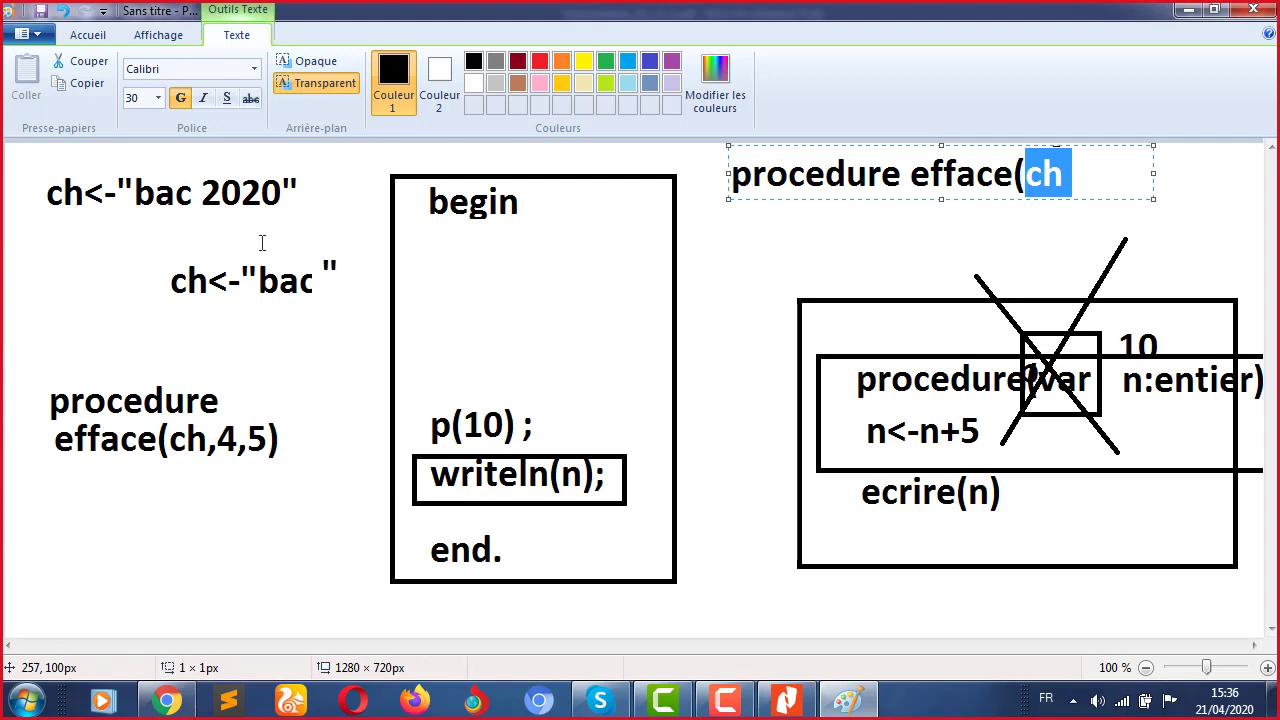 Sans titre - P...
Outils Texte
Accueil
Affichage
Texte
Coller
Couper
Copier
Presse-papiers
Calibri
30
G
I
S
abc
Police
Opaque
Transparent
Arrière-plan
Couleur
1
Couleur
2
Modifier les
couleurs
Couleurs
procedure efface(ch
ch<-"bac 2020"
ch<-"bac "
procedure
efface(ch,4,5)
begin
p(10) ;
writeln(n);
end.
10
procedure(var n:entier)
n<-n+5
ecrire(n)
257, 100px
1 × 1px
1280 × 720px
100 %
FR
15:36
21/04/2020